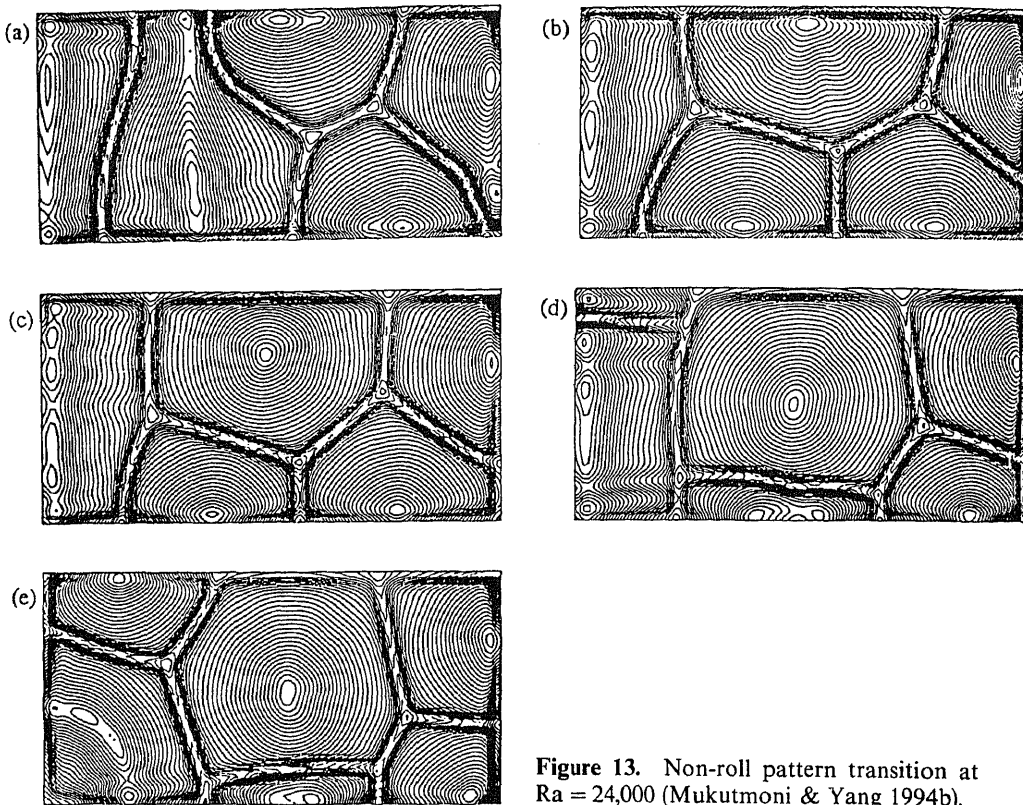 (a)
(b)
(c)
(d)
(e)
Figure 13. Non-roll pattern transition at
Ra = 24,000 (Mukutmoni & Yang 1994b).